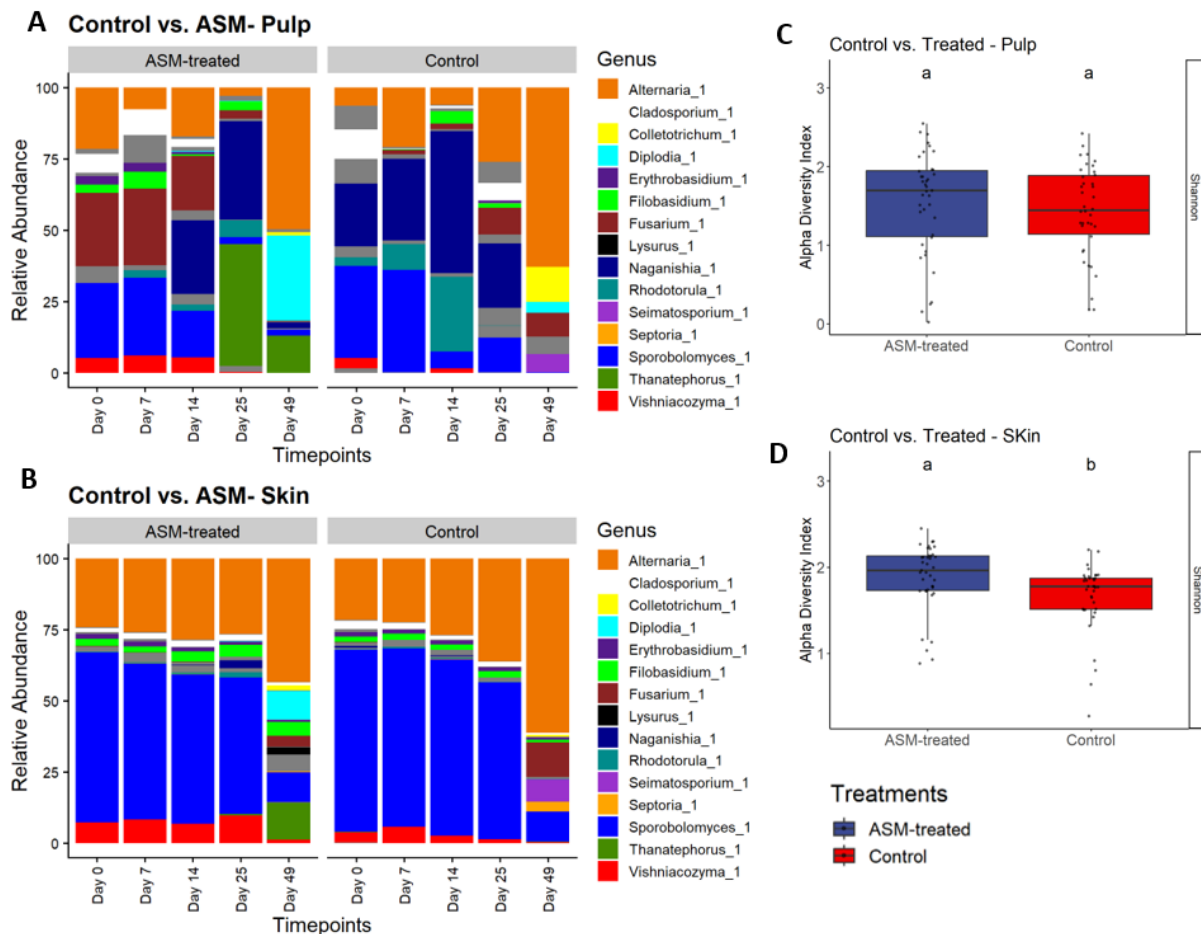 A
Control vs. ASM- Pulp
ASM-treated
Control
Relative Abundance
100
75
50
25
0
Day 0
Day 7
Day 14
Day 25
Day 49
Day 0
Day 7
Day 14
Day 25
Day 49
Timepoints
Genus
Alternaria_1
Cladosporium_1
Colletotrichum_1
Diplodia_1
Erythrobasidium_1
Filobasidium_1
Fusarium_1
Lysurus_1
Naganishia_1
Rhodotorula_1
Seimatosporium_1
Septoria_1
Sporobolomyces_1
Thanatephorus_1
Vishniacozyma_1
B
Control vs. ASM- Skin
ASM-treated
Control
Relative Abundance
100
75
50
25
0
Day 0
Day 7
Day 14
Day 25
Day 49
Day 0
Day 7
Day 14
Day 25
Day 49
Timepoints
Genus
Alternaria_1
Cladosporium_1
Colletotrichum_1
Diplodia_1
Erythrobasidium_1
Filobasidium_1
Fusarium_1
Lysurus_1
Naganishia_1
Rhodotorula_1
Seimatosporium_1
Septoria_1
Sporobolomyces_1
Thanatephorus_1
Vishniacozyma_1
C
Control vs. Treated - Pulp
a
a
Alpha Diversity Index
3
2
1
0
ASM-treated
Control
Shannon
D
Control vs. Treated - SKin
a
b
Alpha Diversity Index
3
2
1
ASM-treated
Control
Shannon
Treatments
ASM-treated
Control